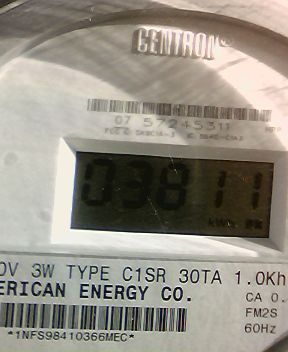 CENTRON®
07 57245311
03811
0V 3W TYPE C1SR 30TA 1.0Kh
ERICAN ENERGY CO.
CA 0.
FM2S
60Hz
*1NFS98410366MEC*